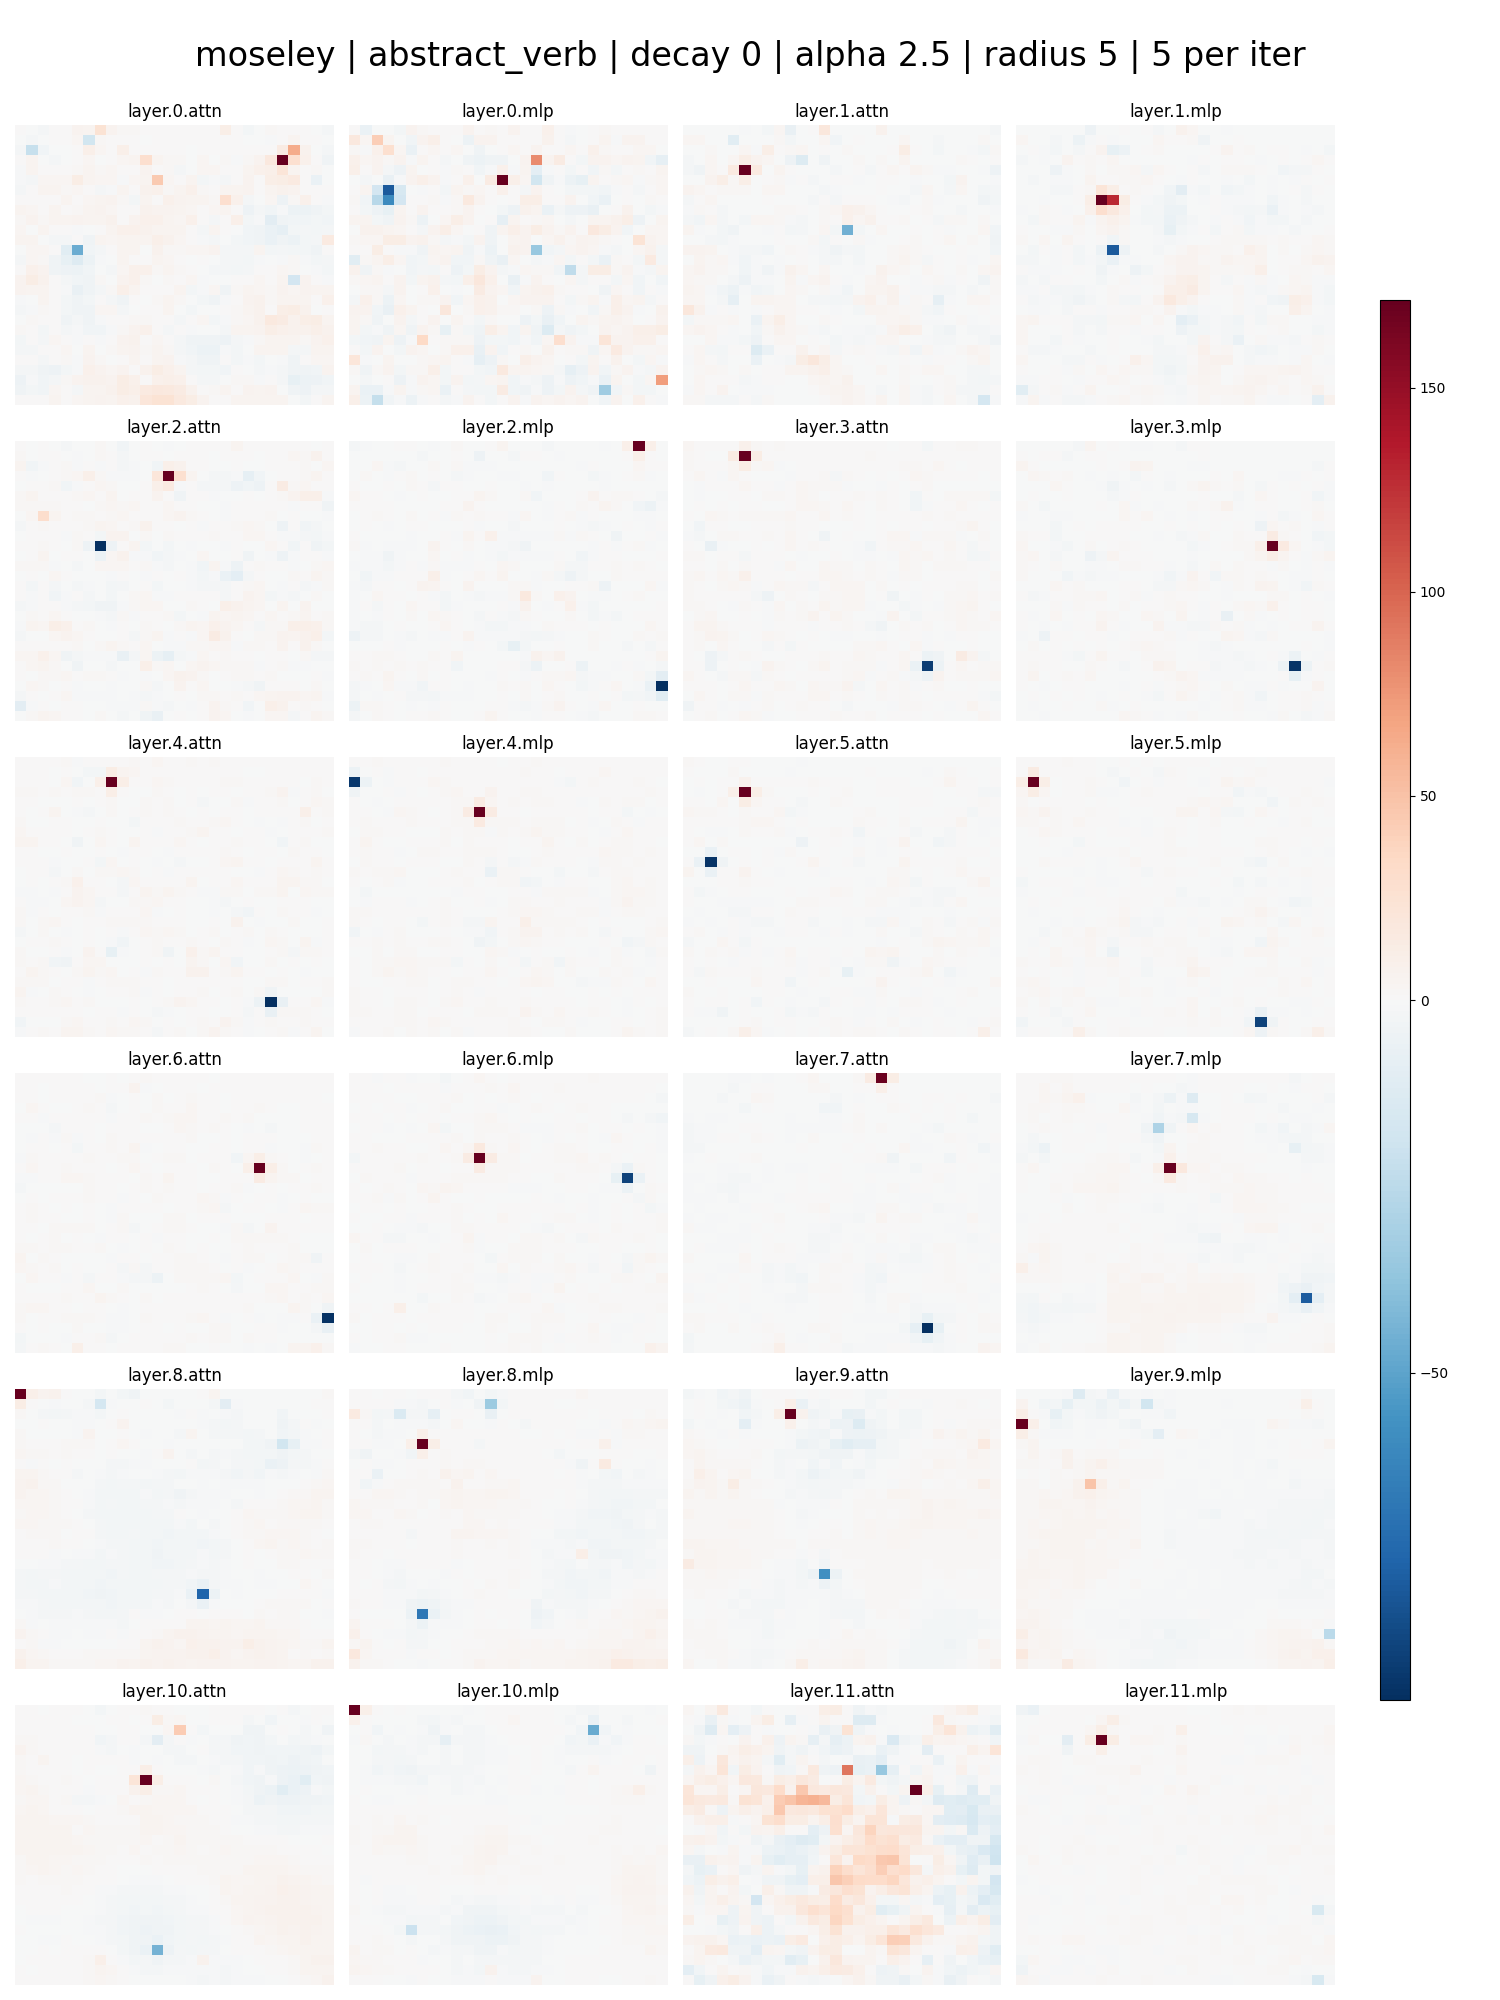 moseley | abstract_verb | decay 0 | alpha 2.5 | radius 5 | 5 per iter
layer.0.attn
layer.0.mlp
layer.1.attn
layer.1.mlp
layer.2.attn
layer.2.mlp
layer.3.attn
layer.3.mlp
layer.4.attn
layer.4.mlp
layer.5.attn
layer.5.mlp
layer.6.attn
layer.6.mlp
layer.7.attn
layer.7.mlp
layer.8.attn
layer.8.mlp
layer.9.attn
layer.9.mlp
layer.10.attn
layer.10.mlp
layer.11.attn
layer.11.mlp
150
100
50
0
−50